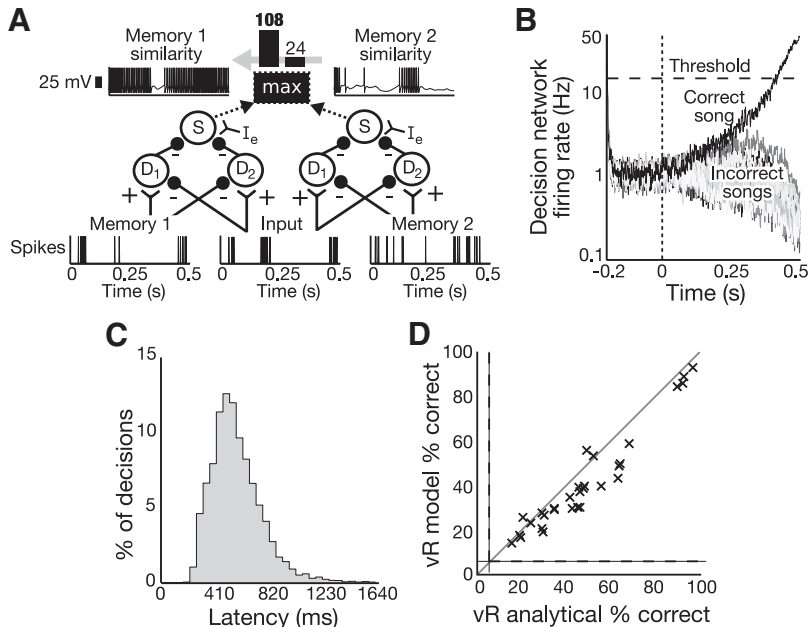 A
Memory 1
similarity
108
24
Memory 2
similarity
25 mV
max
S
I_e
S
I_e
D1
D2
D1
D2
-
-
-
-
+
-
-
+
+
-
-
+
Memory 1
Input
Memory 2
Spikes
0 0.25 0.5
Time (s)
0 0.25 0.5
Time (s)
0 0.25 0.5
Time (s)
B
Decision network
firing rate (Hz)
50
10
1
0.1
Threshold
Correct
song
Incorrect
songs
-0.2 0 0.25 0.5
Time (s)
C
% of decisions
15
10
5
0
0 410 820 1230 1640
Latency (ms)
D
vR model % correct
100
80
60
40
20
0
0 20 40 60 80 100
vR analytical % correct